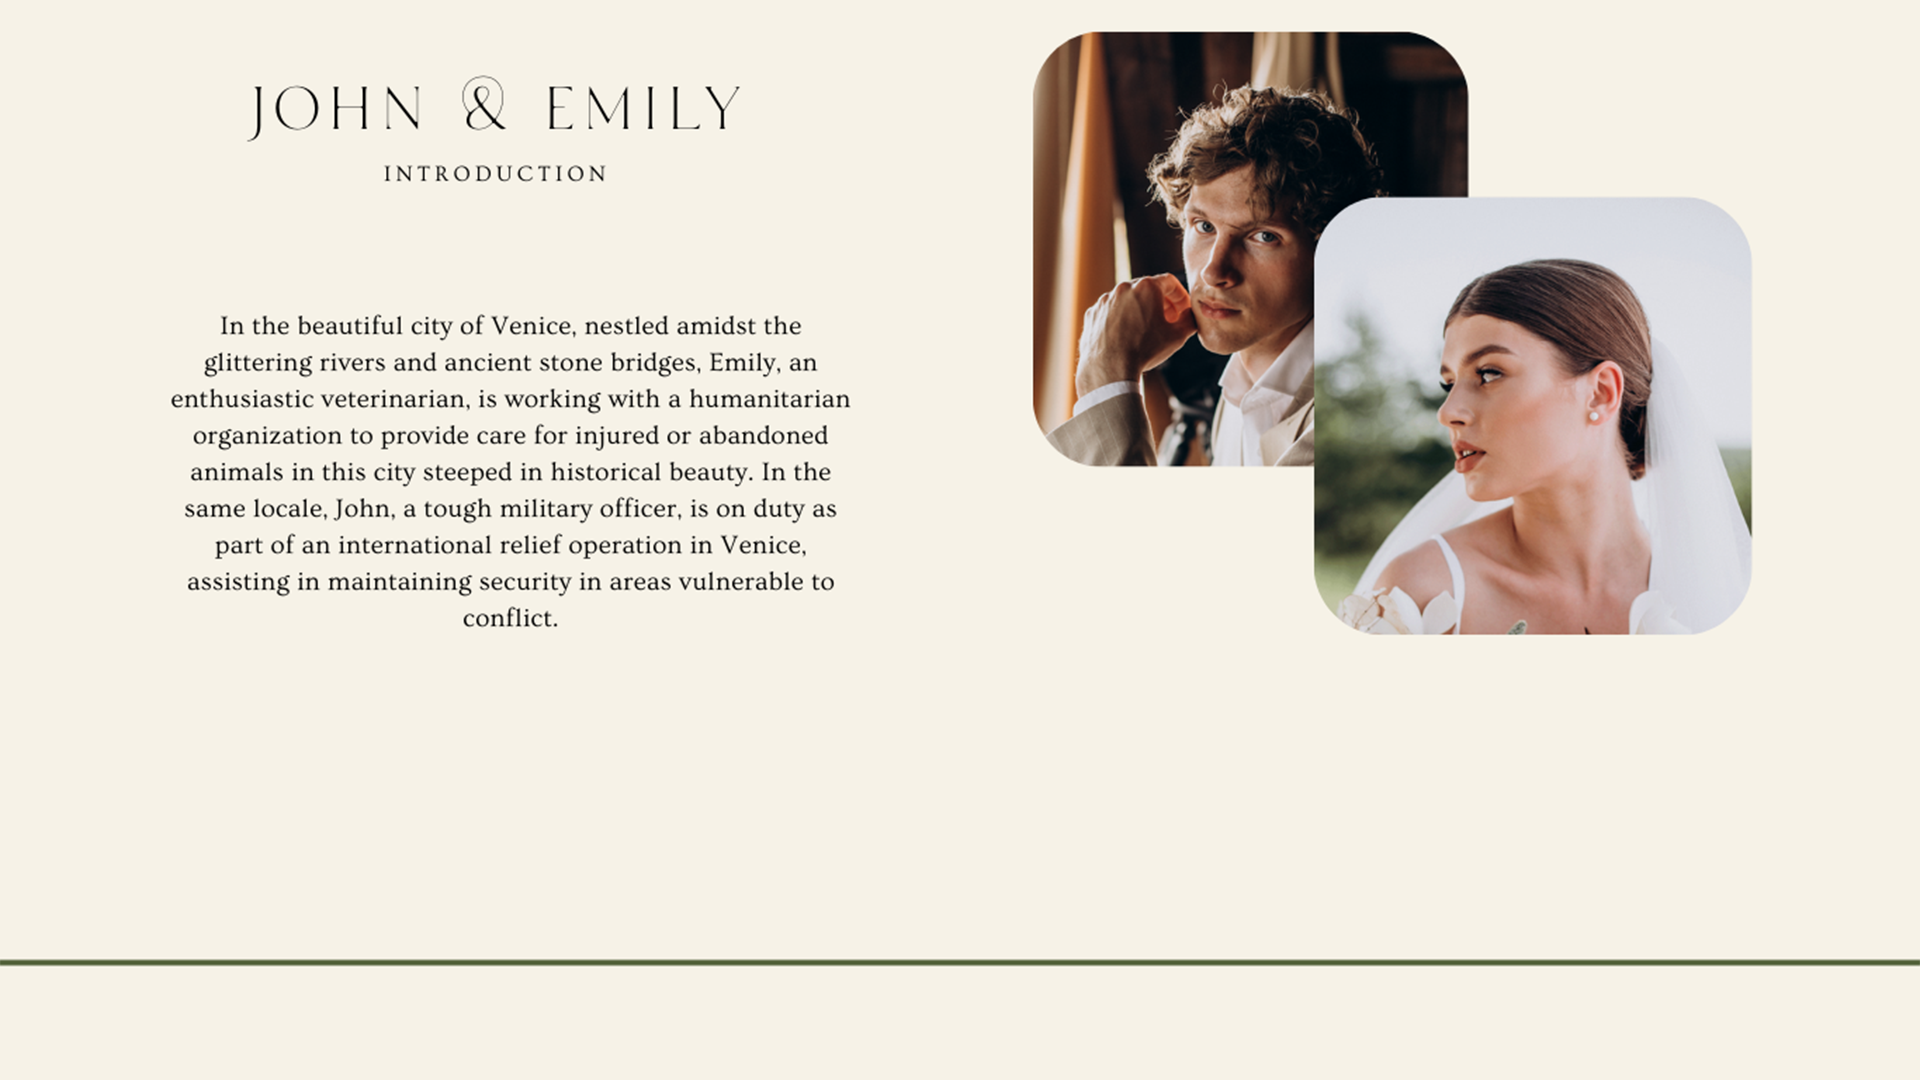 JOHN & EMILY
INTRODUCTION
In the beautiful city of Venice, nestled amidst the
glittering rivers and ancient stone bridges, Emily, an
enthusiastic veterinarian, is working with a humanitarian
organization to provide care for injured or abandoned
animals in this city steeped in historical beauty. In the
same locale, John, a tough military officer, is on duty as
part of an international relief operation in Venice,
assisting in maintaining security in areas vulnerable to
conflict.